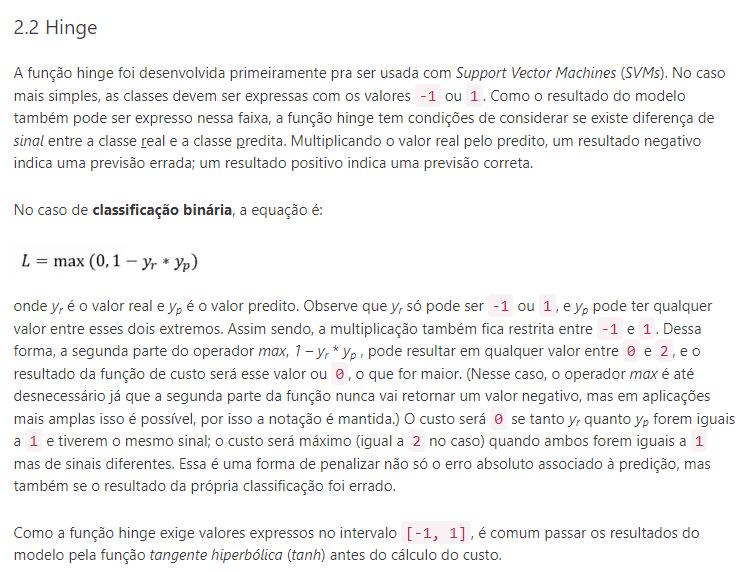 2.2 Hinge
A função hinge foi desenvolvida primeiramente pra ser usada com Support Vector Machines (SVMs). No caso
mais simples, as classes devem ser expressas com os valores -1 ou 1. Como o resultado do modelo
também pode ser expresso nessa faixa, a função hinge tem condições de considerar se existe diferença de
sinal entre a classe real e a classe predita. Multiplicando o valor real pelo predito, um resultado negativo
indica uma previsão errada; um resultado positivo indica uma previsão correta.
No caso de classificação binária, a equação é:
L = max (0, 1 − yᵣ * yₚ)
onde yᵣ é o valor real e yₚ é o valor predito. Observe que yᵣ só pode ser -1 ou 1, e yₚ pode ter qualquer
valor entre esses dois extremos. Assim sendo, a multiplicação também fica restrita entre -1 e 1. Dessa
forma, a segunda parte do operador max, 1 – yᵣ * yₚ, pode resultar em qualquer valor entre 0 e 2, e o
resultado da função de custo será esse valor ou 0, o que for maior. (Nesse caso, o operador max é até
desnecessário já que a segunda parte da função nunca vai retornar um valor negativo, mas em aplicações
mais amplas isso é possível, por isso a notação é mantida.) O custo será 0 se tanto yᵣ quanto yₚ forem iguais
a 1 e tiverem o mesmo sinal; o custo será máximo (igual a 2 no caso) quando ambos forem iguais a 1
mas de sinais diferentes. Essa é uma forma de penalizar não só o erro absoluto associado à predição, mas
também se o resultado da própria classificação foi errado.
Como a função hinge exige valores expressos no intervalo [-1, 1], é comum passar os resultados do
modelo pela função tangente hiperbólica (tanh) antes do cálculo do custo.